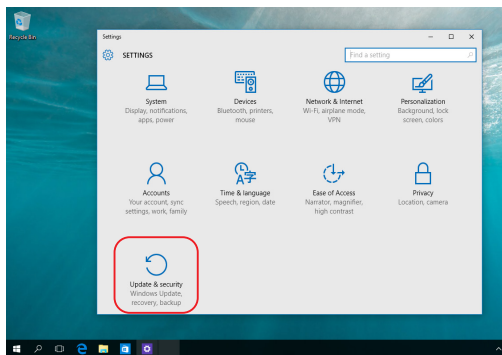 Recycle Bin
Settings
SETTINGS
Find a setting
System
Display, notifications,
apps, power
Devices
Bluetooth, printers,
mouse
Network & Internet
Wi-Fi, airplane mode,
VPN
Personalization
Background, lock
screen, colors
Accounts
Your account, sync
settings, work, family
Time & language
Speech, region, date
Ease of Access
Narrator, magnifier,
high contrast
Privacy
Location, camera
Update & security
Windows Update,
recovery, backup